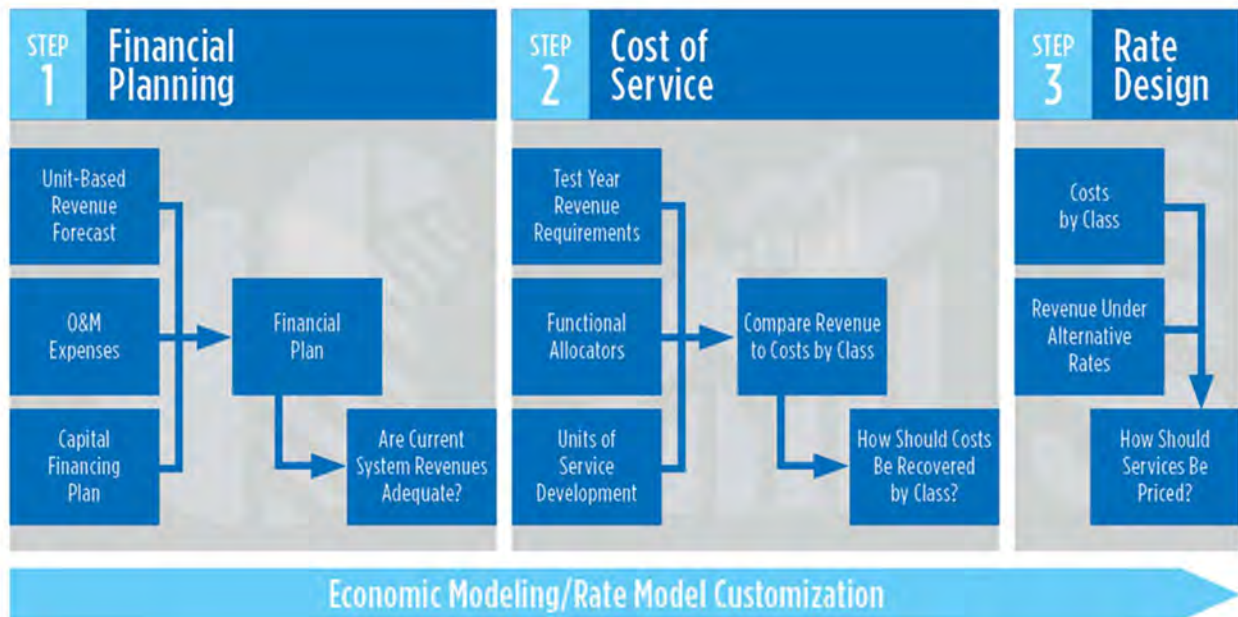 STEP
1
Financial
Planning
Unit-Based
Revenue
Forecast
O&M
Expenses
Capital
Financing
Plan
Financial
Plan
Are Current
System Revenues
Adequate?
STEP
2
Cost of
Service
Test Year
Revenue
Requirements
Functional
Allocators
Units of
Service
Development
Compare Revenue
to Costs by Class
How Should Costs
Be Recovered
by Class?
STEP
3
Rate
Design
Costs
by Class
Revenue Under
Alternative
Rates
How Should
Services Be
Priced?
Economic Modeling/Rate Model Customization